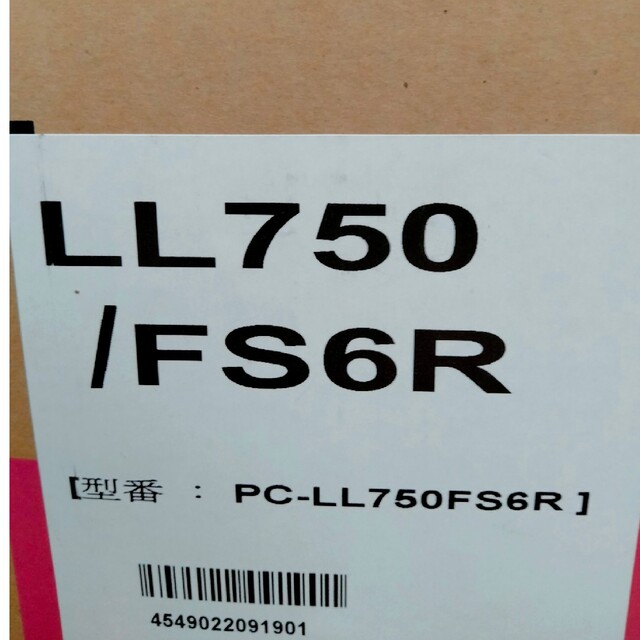 LL750
/FS6R
[型番 : PC-LL750FS6R]
4549022091901